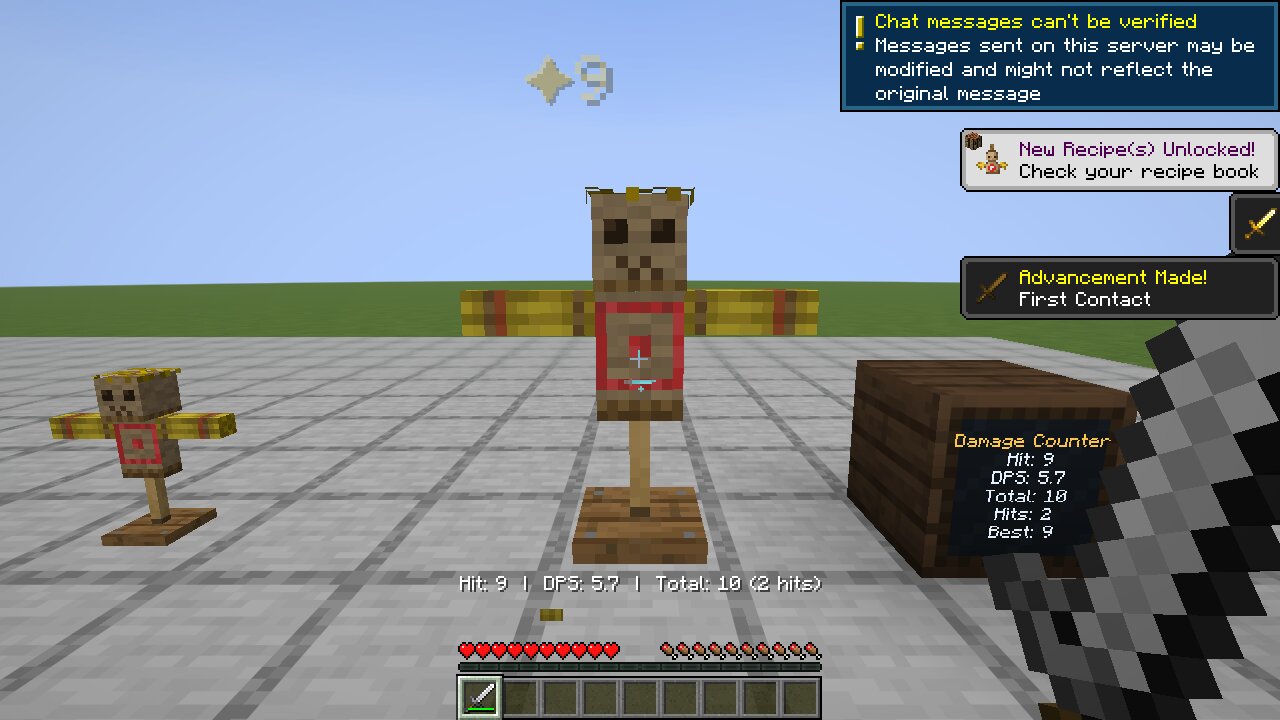 Chat messages can't be verified
Messages sent on this server may be
modified and might not reflect the
original message
9
New Recipe(s) Unlocked!
Check your recipe book
Advancement Made!
First Contact
Damage Counter
Hit: 9
DPS: 5.7
Total: 10
Hits: 2
Best: 9
Hit: 9 | DPS: 5.7 | Total: 10 (2 hits)